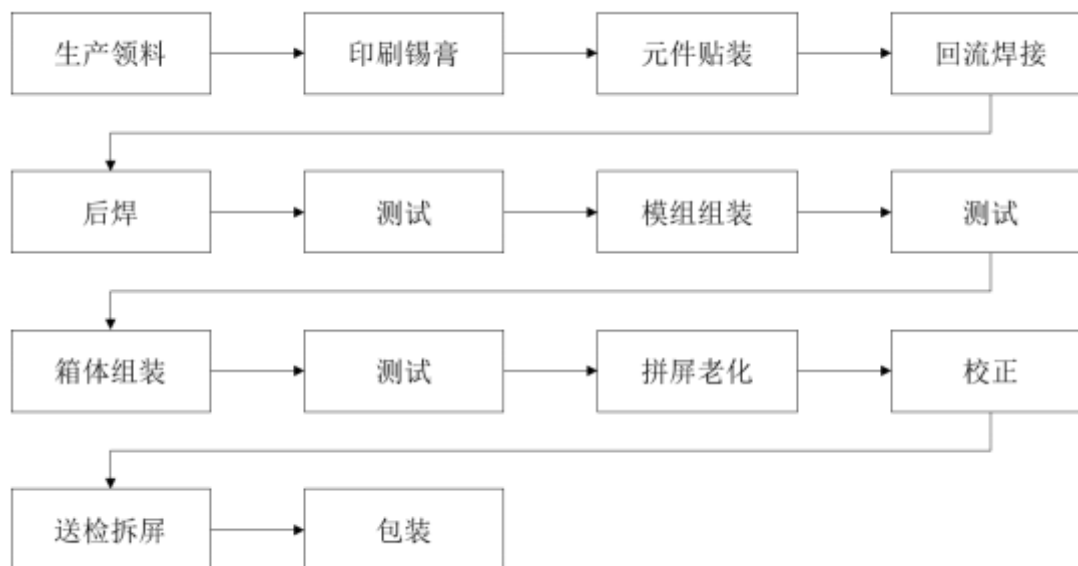 生产领料 印刷锡膏 元件贴装 回流焊接
后焊 测试 模组组装 测试
箱体组装 测试 拼屏老化 校正
送检拆屏 包装